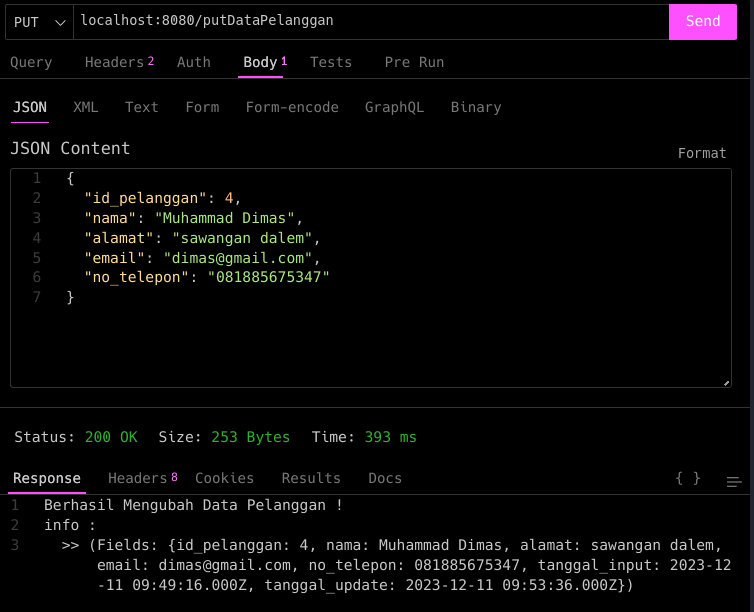 PUT localhost:8080/putDataPelanggan Send
Query Headers 2 Auth Body 1 Tests Pre Run
JSON XML Text Form Form-encode GraphQL Binary
JSON Content
Format
1 {
2 "id_pelanggan": 4,
3 "nama": "Muhammad Dimas",
4 "alamat": "sawangan dalem",
5 "email": "dimas@gmail.com",
6 "no_telepon": "081885675347"
7 }
Status: 200 OK Size: 253 Bytes Time: 393 ms
Response Headers 8 Cookies Results Docs { }
1 Berhasil Mengubah Data Pelanggan !
2 info :
3 >> (Fields: {id_pelanggan: 4, nama: Muhammad Dimas, alamat: sawangan dalem,
email: dimas@gmail.com, no_telepon: 081885675347, tanggal_input: 2023-12
-11 09:49:16.000Z, tanggal_update: 2023-12-11 09:53:36.000Z})